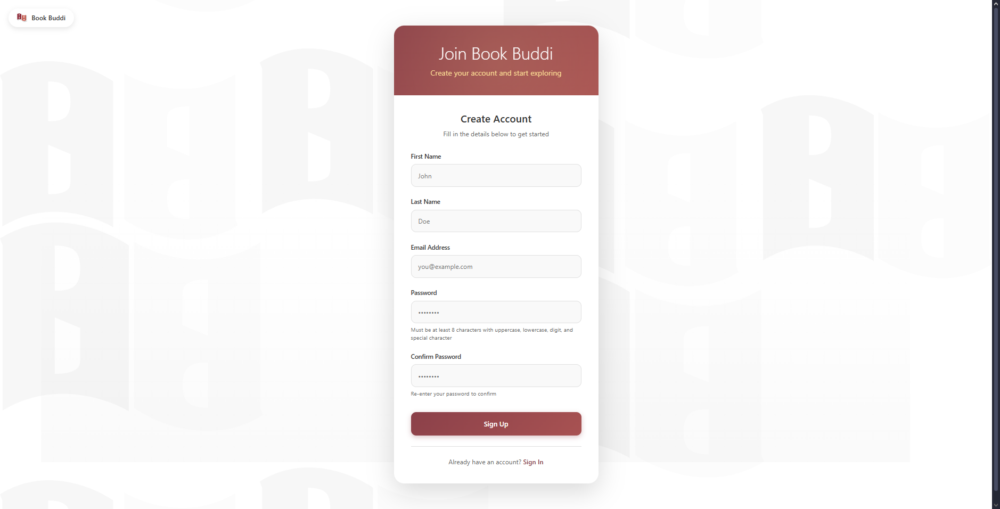 Book Buddi
Join Book Buddi
Create your account and start exploring
Create Account
Fill in the details below to get started
First Name
John
Last Name
Doe
Email Address
you@example.com
Password
••••••••
Must be at least 8 characters with uppercase, lowercase, digit, and
special character
Confirm Password
••••••••
Re-enter your password to confirm
Sign Up
Already have an account? Sign In